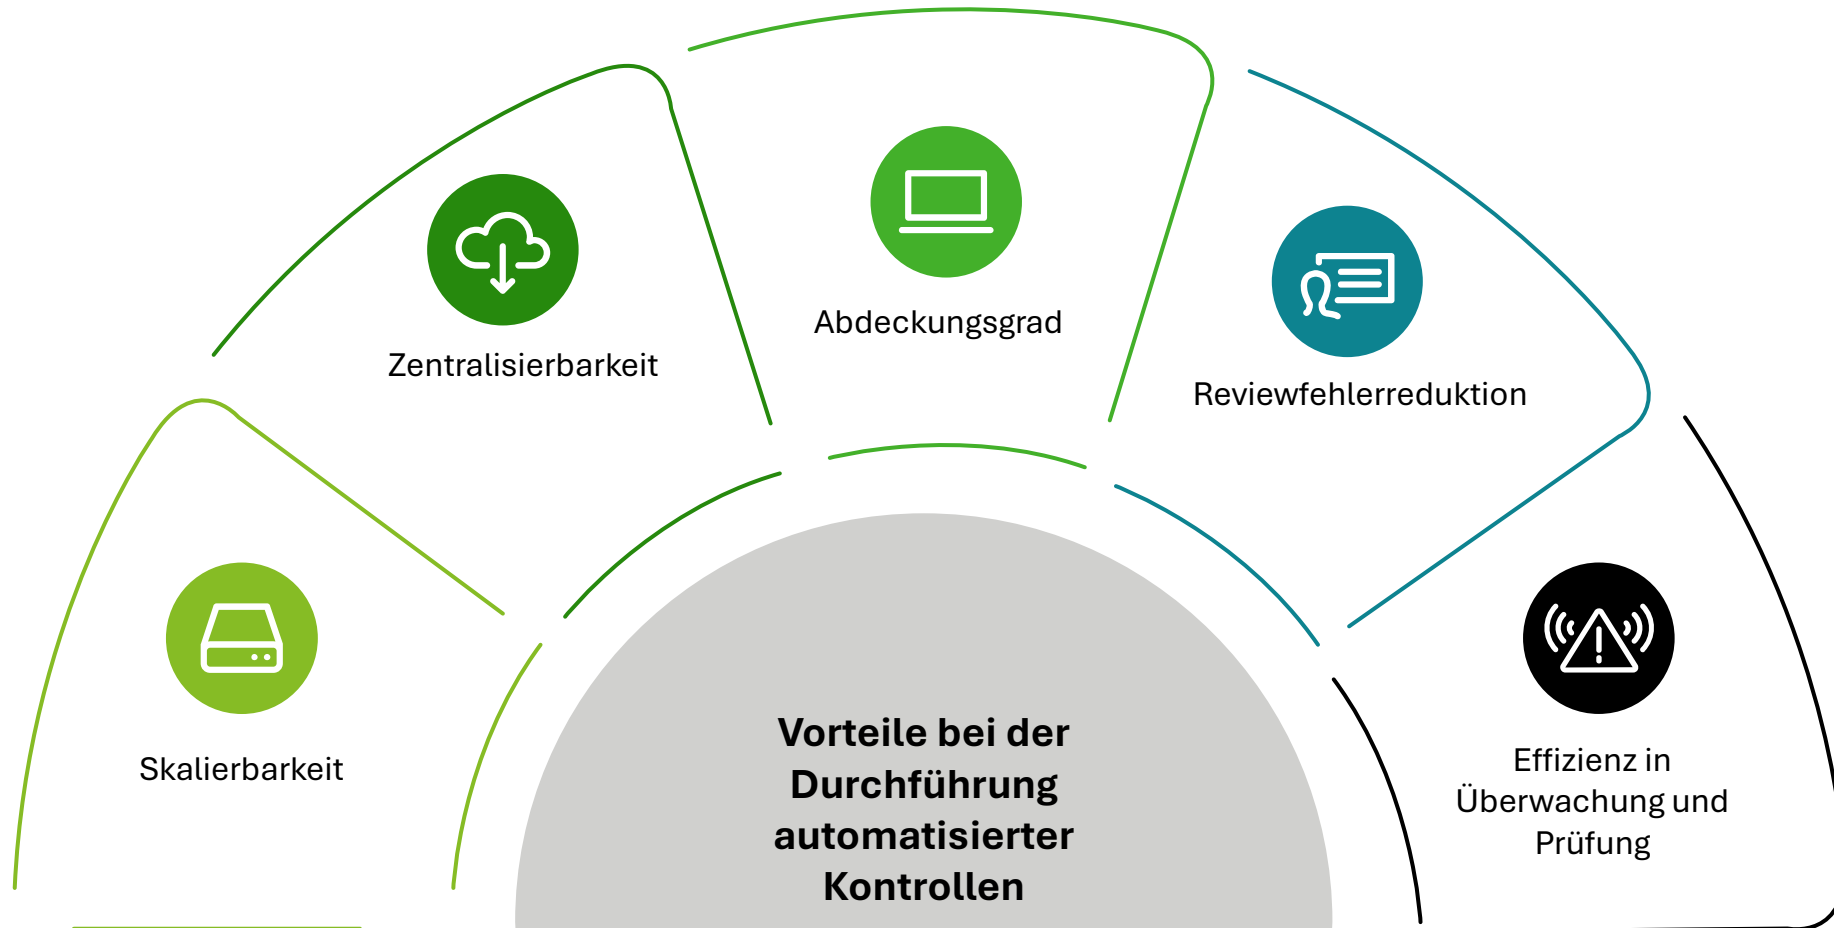 Skalierbarkeit
Zentralisierbarkeit
Abdeckungsgrad
Reviewfehlerreduktion
Effizienz in
Überwachung und
Prüfung
Vorteile bei der
Durchführung
automatisierter
Kontrollen